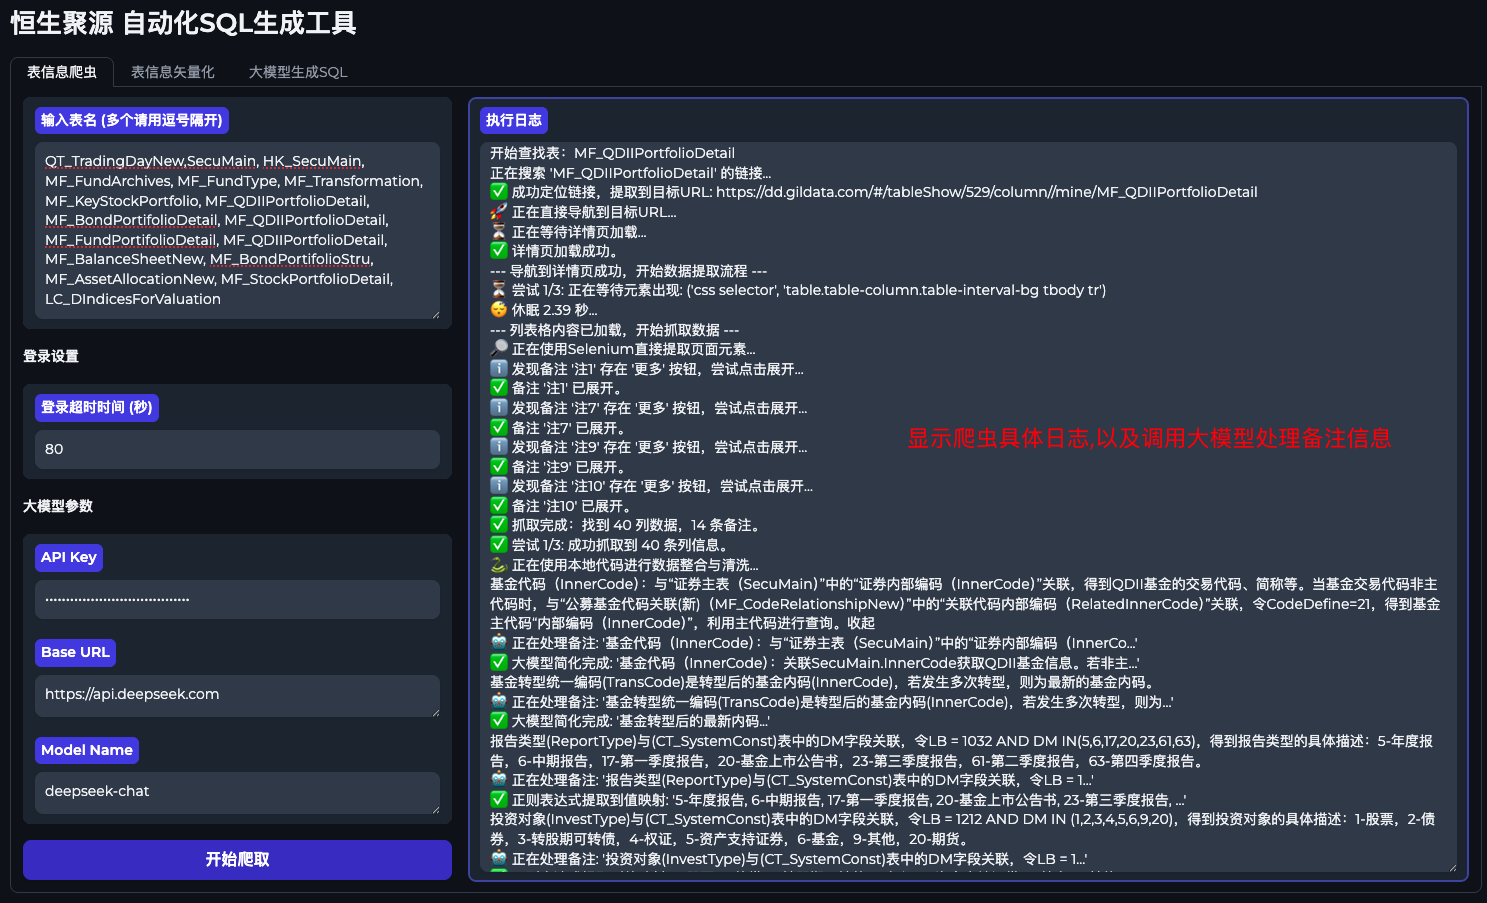 恒生聚源 自动化SQL生成工具
表信息爬虫
表信息矢量化
大模型生成SQL
输入表名 (多个请用逗号隔开)
QT_TradingDayNew,SecuMain, HK_SecuMain,
MF_FundArchives, MF_FundType, MF_Transformation,
MF_KeyStockPortfolio, MF_QDIIPortfolioDetail,
MF_BondPortifolioDetail, MF_QDIIPortfolioDetail,
MF_FundPortifolioDetail, MF_QDIIPortfolioDetail,
MF_BalanceSheetNew, MF_BondPortifolioStru,
MF_AssetAllocationNew, MF_StockPortfolioDetail,
LC_DIndicesForValuation
登录设置
登录超时时间 (秒)
80
大模型参数
API Key
Base URL
https://api.deepseek.com
Model Name
deepseek-chat
开始爬取
执行日志
开始查找表：MF_QDIIPortfolioDetail
正在搜索 'MF_QDIIPortfolioDetail' 的链接...
✅ 成功定位链接，提取到目标URL: https://dd.gildata.com/#/tableShow/529/column//mine/MF_QDIIPortfolioDetail
🚀 正在直接导航到目标URL...
⏳ 正在等待详情页加载...
✅ 详情页加载成功。
--- 导航到详情页成功，开始数据提取流程 ---
⏳ 尝试 1/3: 正在等待元素出现: ('css selector', 'table.table-column.table-interval-bg tbody tr')
😴 休眠 2.39 秒...
--- 列表格内容已加载，开始抓取数据 ---
🔎 正在使用Selenium直接提取页面元素...
ℹ️ 发现备注 '注1' 存在 '更多' 按钮，尝试点击展开...
✅ 备注 '注1' 已展开。
ℹ️ 发现备注 '注7' 存在 '更多' 按钮，尝试点击展开...
✅ 备注 '注7' 已展开。
ℹ️ 发现备注 '注9' 存在 '更多' 按钮，尝试点击展开...
✅ 备注 '注9' 已展开。
ℹ️ 发现备注 '注10' 存在 '更多' 按钮，尝试点击展开...
✅ 备注 '注10' 已展开。
✅ 抓取完成：找到 40 列数据，14 条备注。
✅ 尝试 1/3: 成功抓取到 40 条列信息。
🐍 正在使用本地代码进行数据整合与清洗...
基金代码（InnerCode）：与“证券主表（SecuMain）”中的“证券内部编码（InnerCode）”关联，得到QDII基金的交易代码、简称等。当基金交易代码非主
代码时，与“公募基金代码关联(新)（MF_CodeRelationshipNew）”中的“关联代码内部编码（RelatedInnerCode）”关联，令CodeDefine=21，得到基金
主代码“内部编码（InnerCode）”，利用主代码进行查询。收起
🤖 正在处理备注: '基金代码（InnerCode）：与“证券主表（SecuMain）”中的“证券内部编码（InnerCo...'
✅ 大模型简化完成: '基金代码（InnerCode）：关联SecuMain.InnerCode获取QDII基金信息。若非主...'
基金转型统一编码(TransCode)是转型后的基金内码(InnerCode)，若发生多次转型，则为最新的基金内码。
🤖 正在处理备注: '基金转型统一编码(TransCode)是转型后的基金内码(InnerCode)，若发生多次转型，则为...'
✅ 大模型简化完成: '基金转型后的最新内码...'
报告类型(ReportType)与(CT_SystemConst)表中的DM字段关联，令LB = 1032 AND DM IN(5,6,17,20,23,61,63)，得到报告类型的具体描述：5-年度报
告，6-中期报告，17-第一季度报告，20-基金上市公告书，23-第三季度报告，61-第二季度报告，63-第四季度报告。
🤖 正在处理备注: '报告类型(ReportType)与(CT_SystemConst)表中的DM字段关联，令LB = 1...'
✅ 正则表达式提取到值映射: '5-年度报告, 6-中期报告, 17-第一季度报告, 20-基金上市公告书, 23-第三季度报告, ...'
投资对象(InvestType)与(CT_SystemConst)表中的DM字段关联，令LB = 1212 AND DM IN (1,2,3,4,5,6,9,20)，得到投资对象的具体描述：1-股票，2-债
券，3-转股期可转债，4-权证，5-资产支持证券，6-基金，9-其他，20-期货。
🤖 正在处理备注: '投资对象(InvestType)与(CT_SystemConst)表中的DM字段关联，令LB = 1...'
显示爬虫具体日志,以及调用大模型处理备注信息